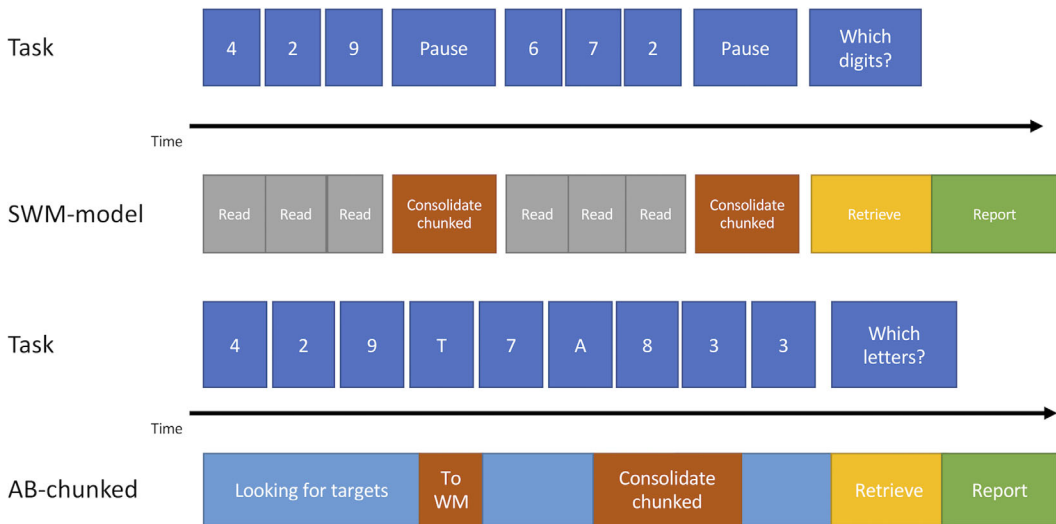 Task
4 2 9 Pause 6 7 2 Pause Which digits?
Time
SWM-model
Read Read Read Consolidate chunked Read Read Read Consolidate chunked Retrieve Report
Task
4 2 9 T 7 A 8 3 3 Which letters?
Time
AB-chunked
Looking for targets To WM Consolidate chunked Retrieve Report